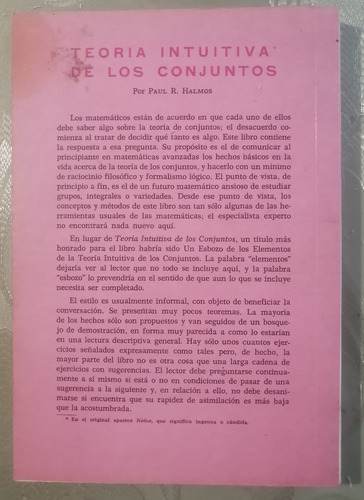 TEORIA INTUITIVA*
DE LOS CONJUNTOS
Por PAUL R. HALMOS
Los matemáticos están de acuerdo en que cada uno de ellos
debe saber algo sobre la teoría de conjuntos; el desacuerdo co-
mienza al tratar de decidir qué tanto es algo. Este libro contiene
la respuesta a esa pregunta. Su propósito es el de comunicar al
principiante en matemáticas avanzadas los hechos básicos en la
vida acerca de la teoría de los conjuntos, y hacerlo con un mínimo
de raciocinio filosófico y formalismo lógico. El punto de vista, de
principio a fin, es el de un futuro matemático ansioso de estudiar
grupos, integrales o variedades. Desde ese punto de vista, los
conceptos y métodos de este libro son tan sólo algunas de las he-
rramientas usuales de las matemáticas; el especialista experto
no encontrará nada nuevo aquí.
En lugar de Teoría Intuitiva de los Conjuntos, un título más
honrado para el libro habría sido Un Esbozo de los Elementos
de la Teoría Intuitiva de los Conjuntos. La palabra "elementos"
dejaría ver al lector que no todo se incluye aquí, y la palabra
"esbozo" lo prevendría en el sentido de que aun lo que se incluye
necesita ser completado.
El estilo es usualmente informal, con objeto de beneficiar la
conversación. Se presentan muy pocos teoremas. La mayoría
de los hechos sólo son propuestos y van seguidos de un bosque-
jo de demostración, en forma muy parecida a como lo estarían
en una lectura descriptiva general. Hay sólo unos cuantos ejer-
cicios señalados expresamente como tales pero, de hecho, la
mayor parte del libro no es otra cosa que una larga cadena de
ejercicios con sugerencias. El lector debe preguntarse continua-
mente a sí mismo si está o no en condiciones de pasar de una
sugerencia a la siguiente y, en relación a ello, no debe desani-
marse si encuentra que su rapidez de asimilación es más baja
que la acostumbrada.
* En el original aparece Naive, que significa ingenua o cándida.